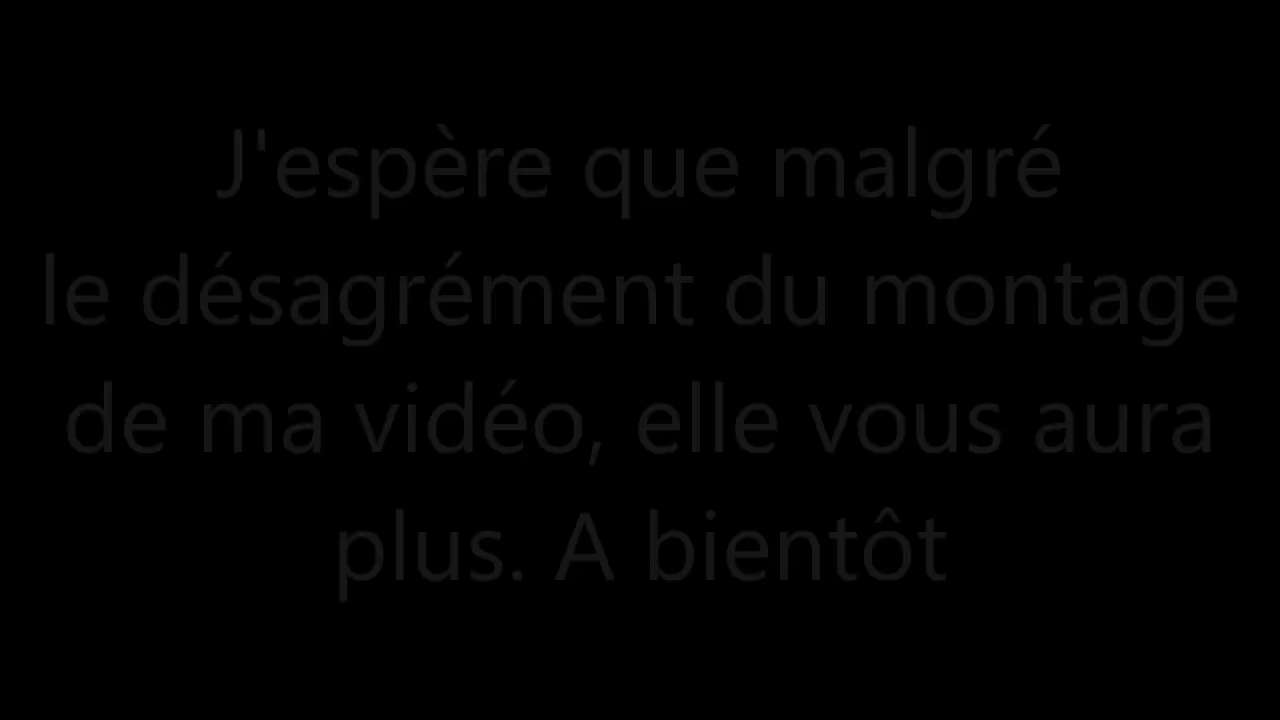 J'espère que malgré
le désagrément du montage
de ma vidéo, elle vous aura
plus. A bientôt